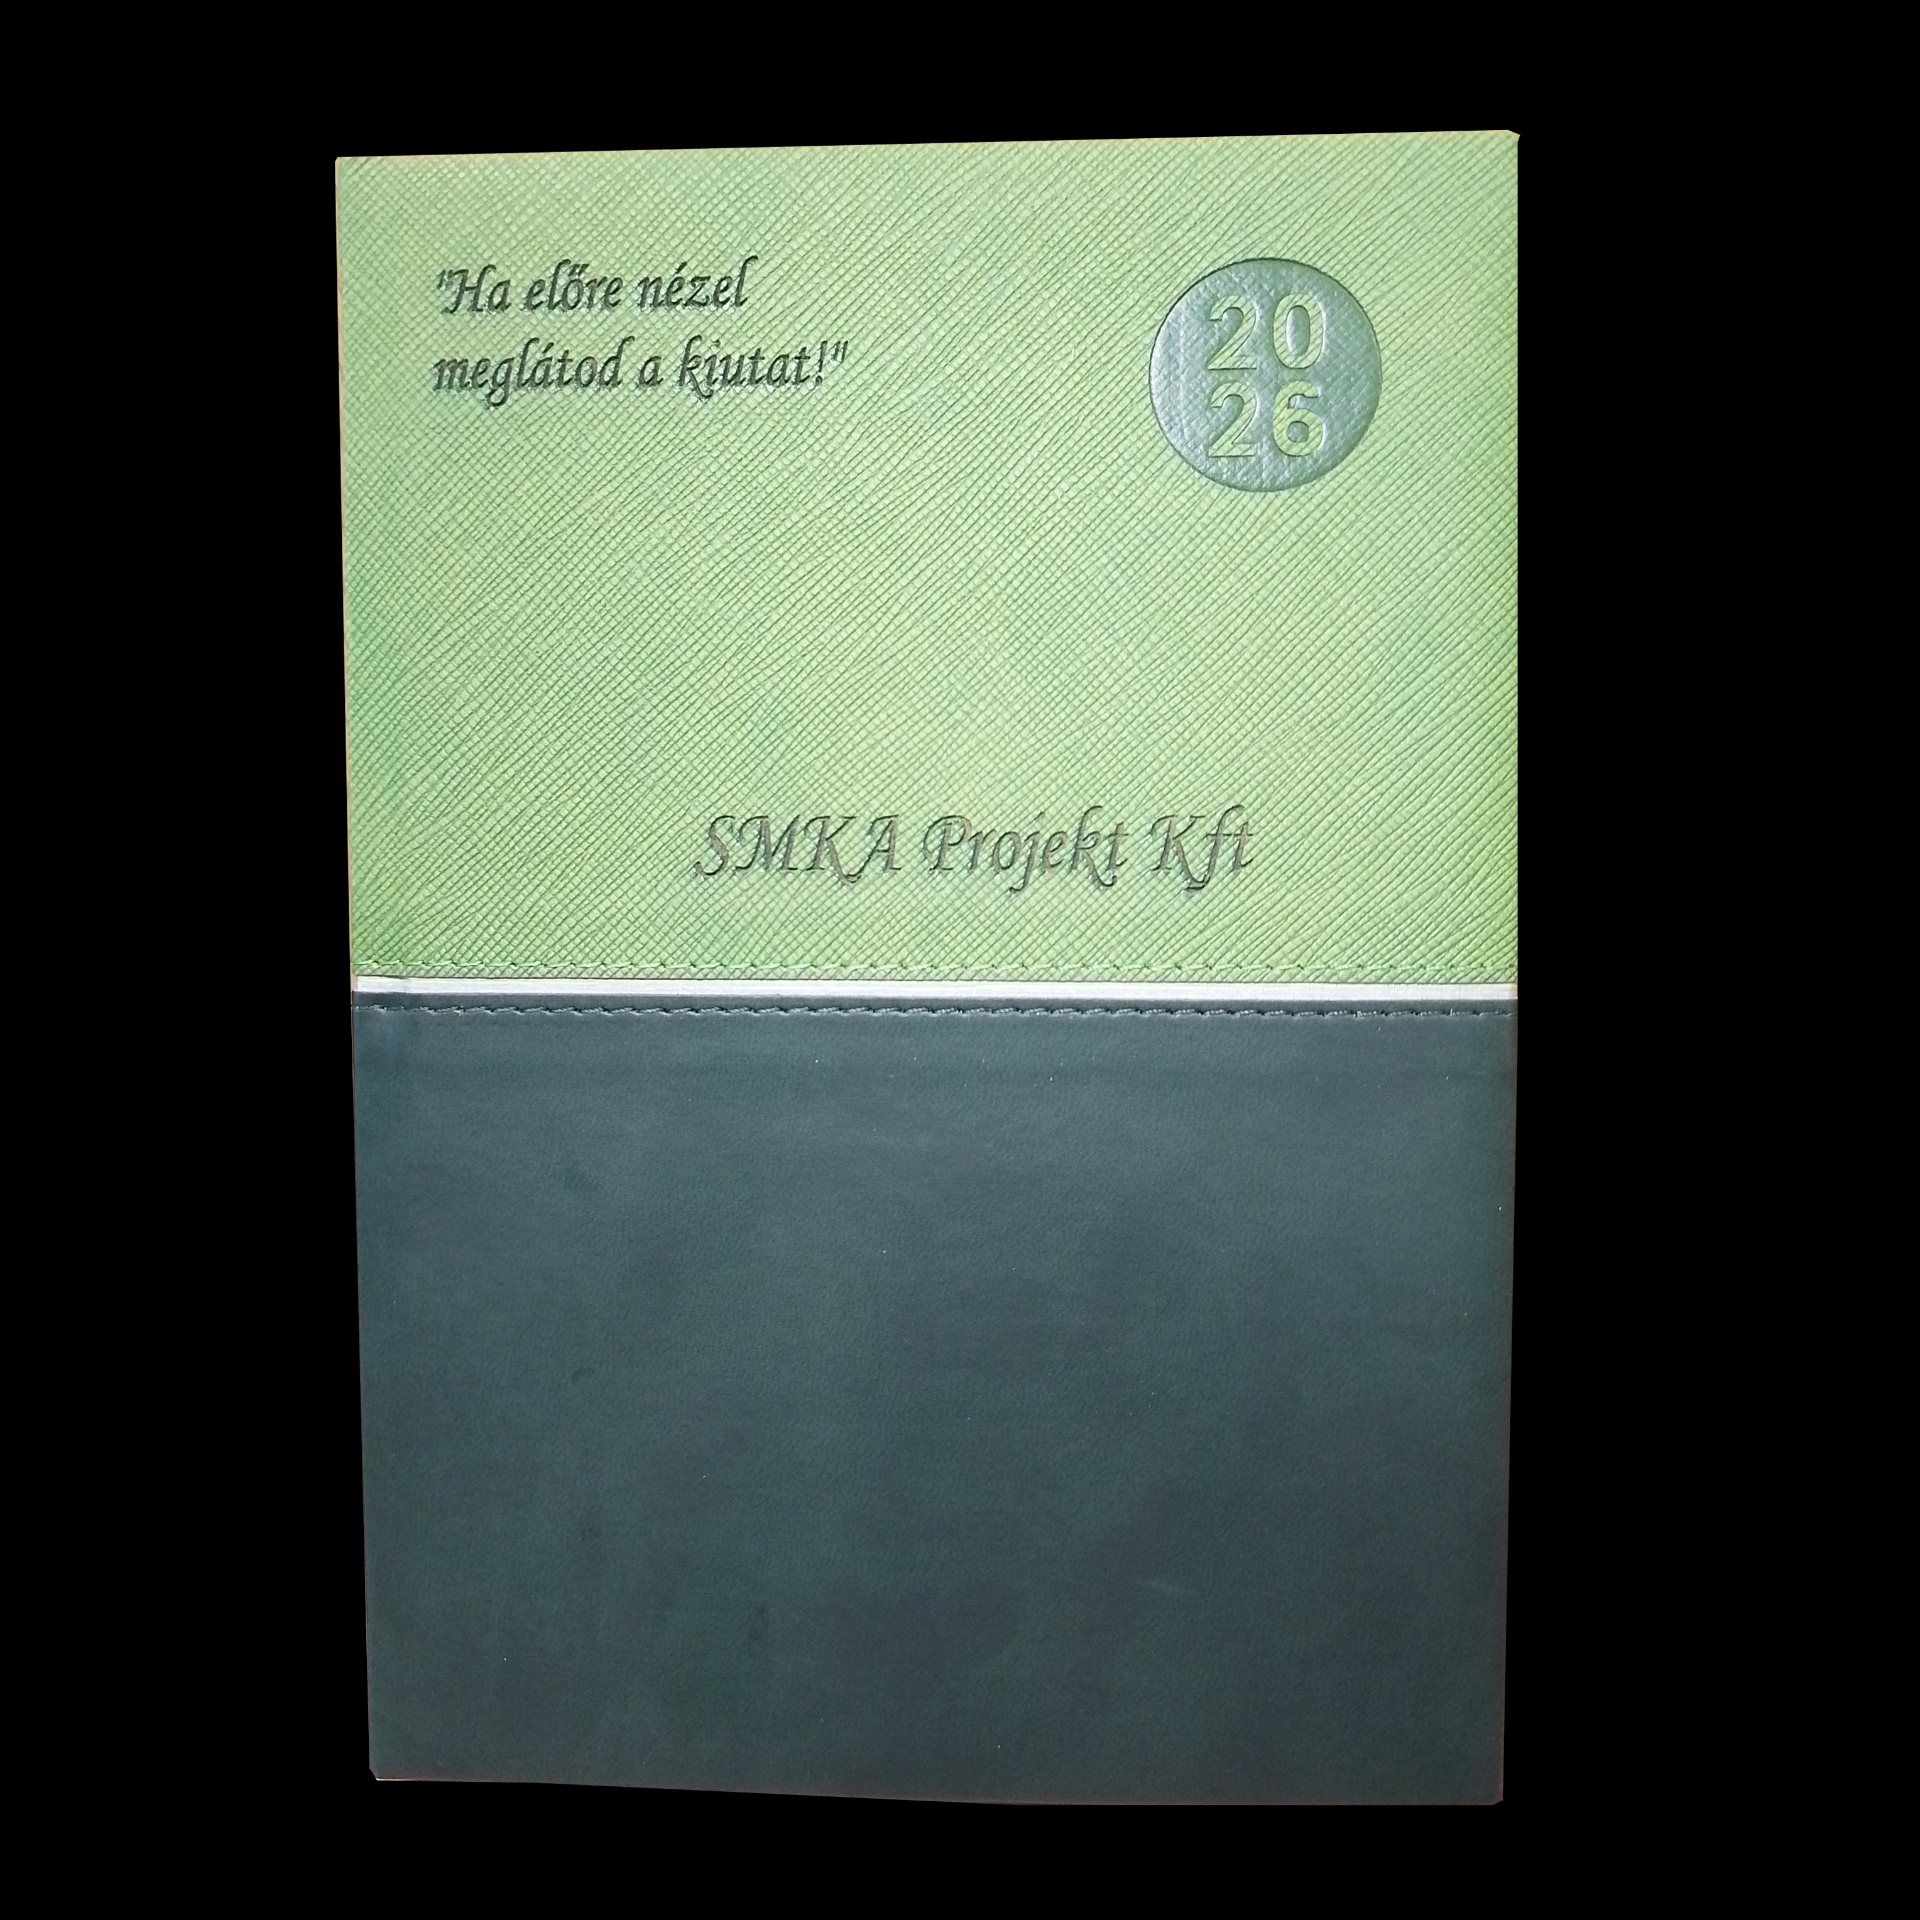 "Ha előre nézel
meglátod a kiutat!"
20
26
SMKA Projekt Kft